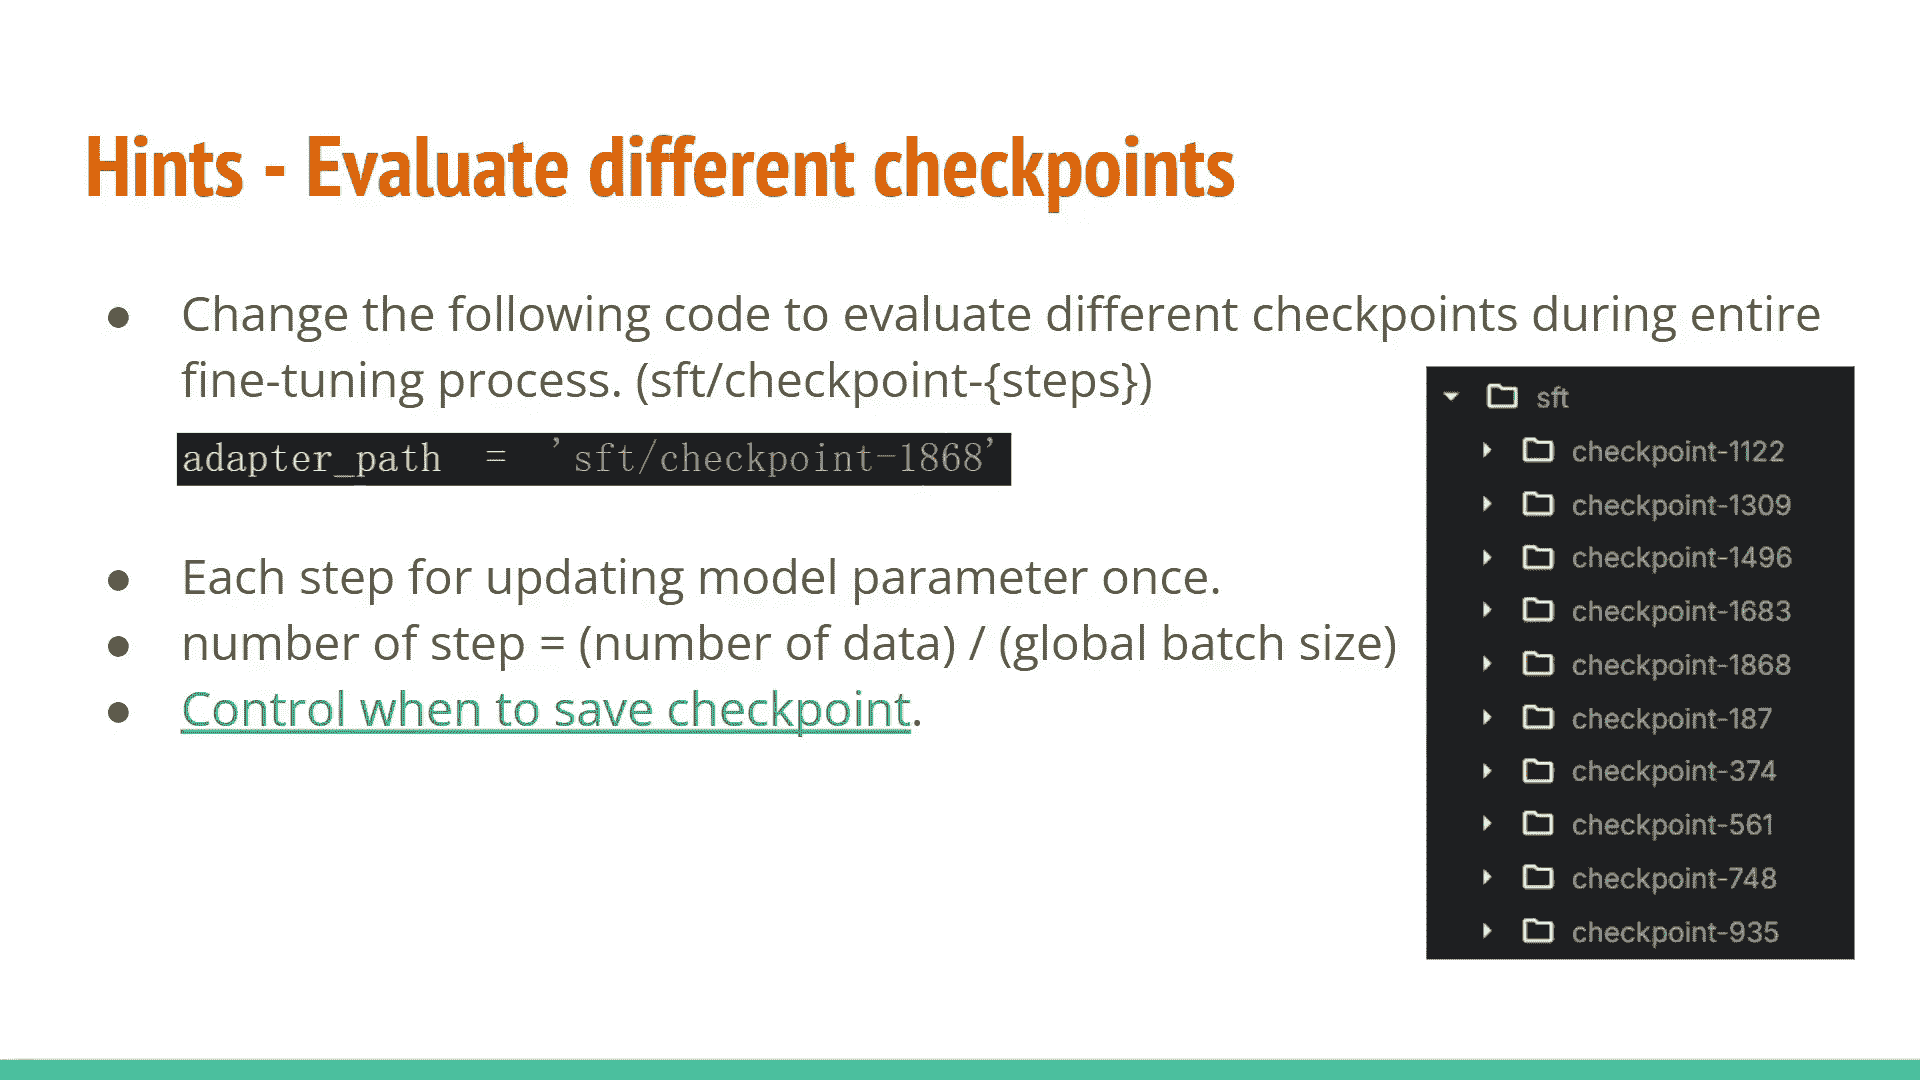 Hints - Evaluate different checkpoints
● Change the following code to evaluate different checkpoints during entire
fine-tuning process. (sft/checkpoint-{steps})
adapter_path = 'sft/checkpoint-1868'
● Each step for updating model parameter once.
● number of step = (number of data) / (global batch size)
● Control when to save checkpoint.
sft
checkpoint-1122
checkpoint-1309
checkpoint-1496
checkpoint-1683
checkpoint-1868
checkpoint-187
checkpoint-374
checkpoint-561
checkpoint-748
checkpoint-935